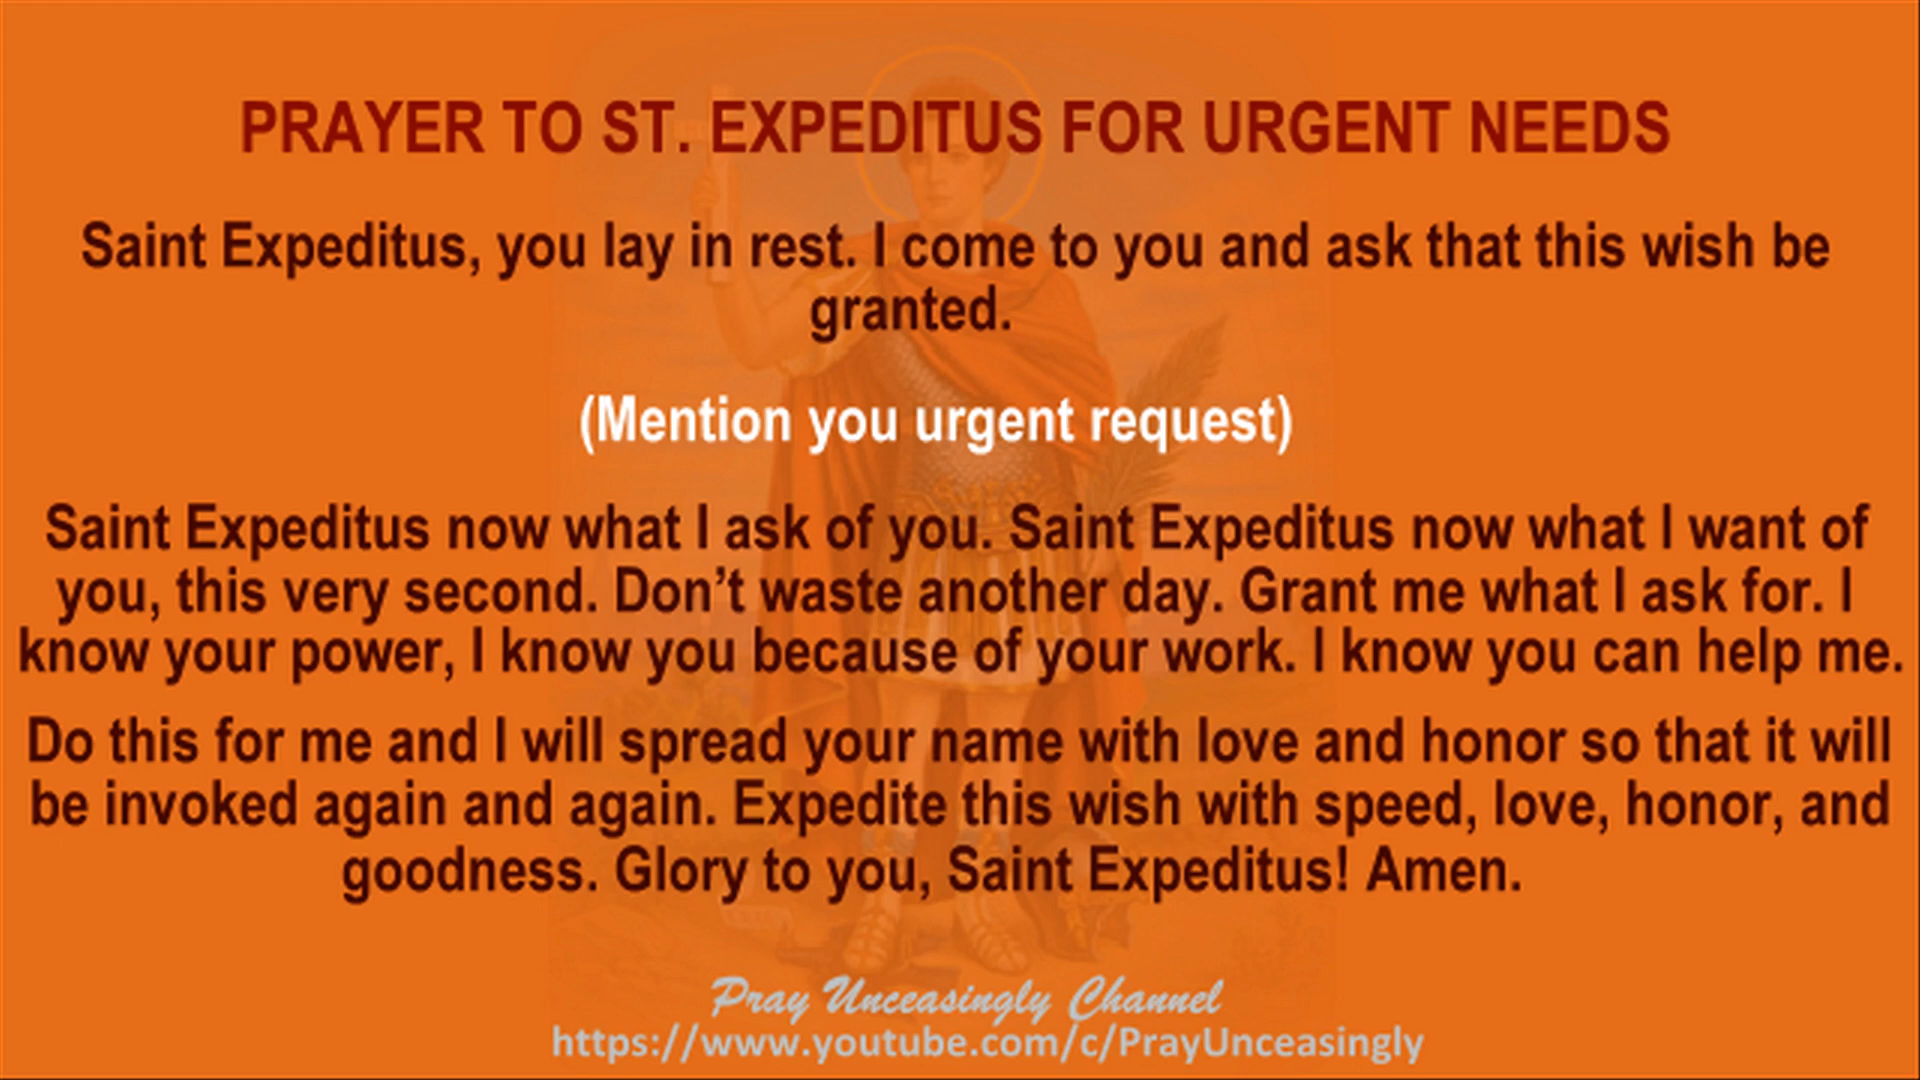 PRAYER TO ST. EXPEDITUS FOR URGENT NEEDS
Saint Expeditus, you lay in rest. I come to you and ask that this wish be
granted.
(Mention you urgent request)
Saint Expeditus now what I ask of you. Saint Expeditus now what I want of
you, this very second. Don’t waste another day. Grant me what I ask for. I
know your power, I know you because of your work. I know you can help me.
Do this for me and I will spread your name with love and honor so that it will
be invoked again and again. Expedite this wish with speed, love, honor, and
goodness. Glory to you, Saint Expeditus! Amen.
Pray Unceasingly Channel
https://www.youtube.com/c/PrayUnceasingly